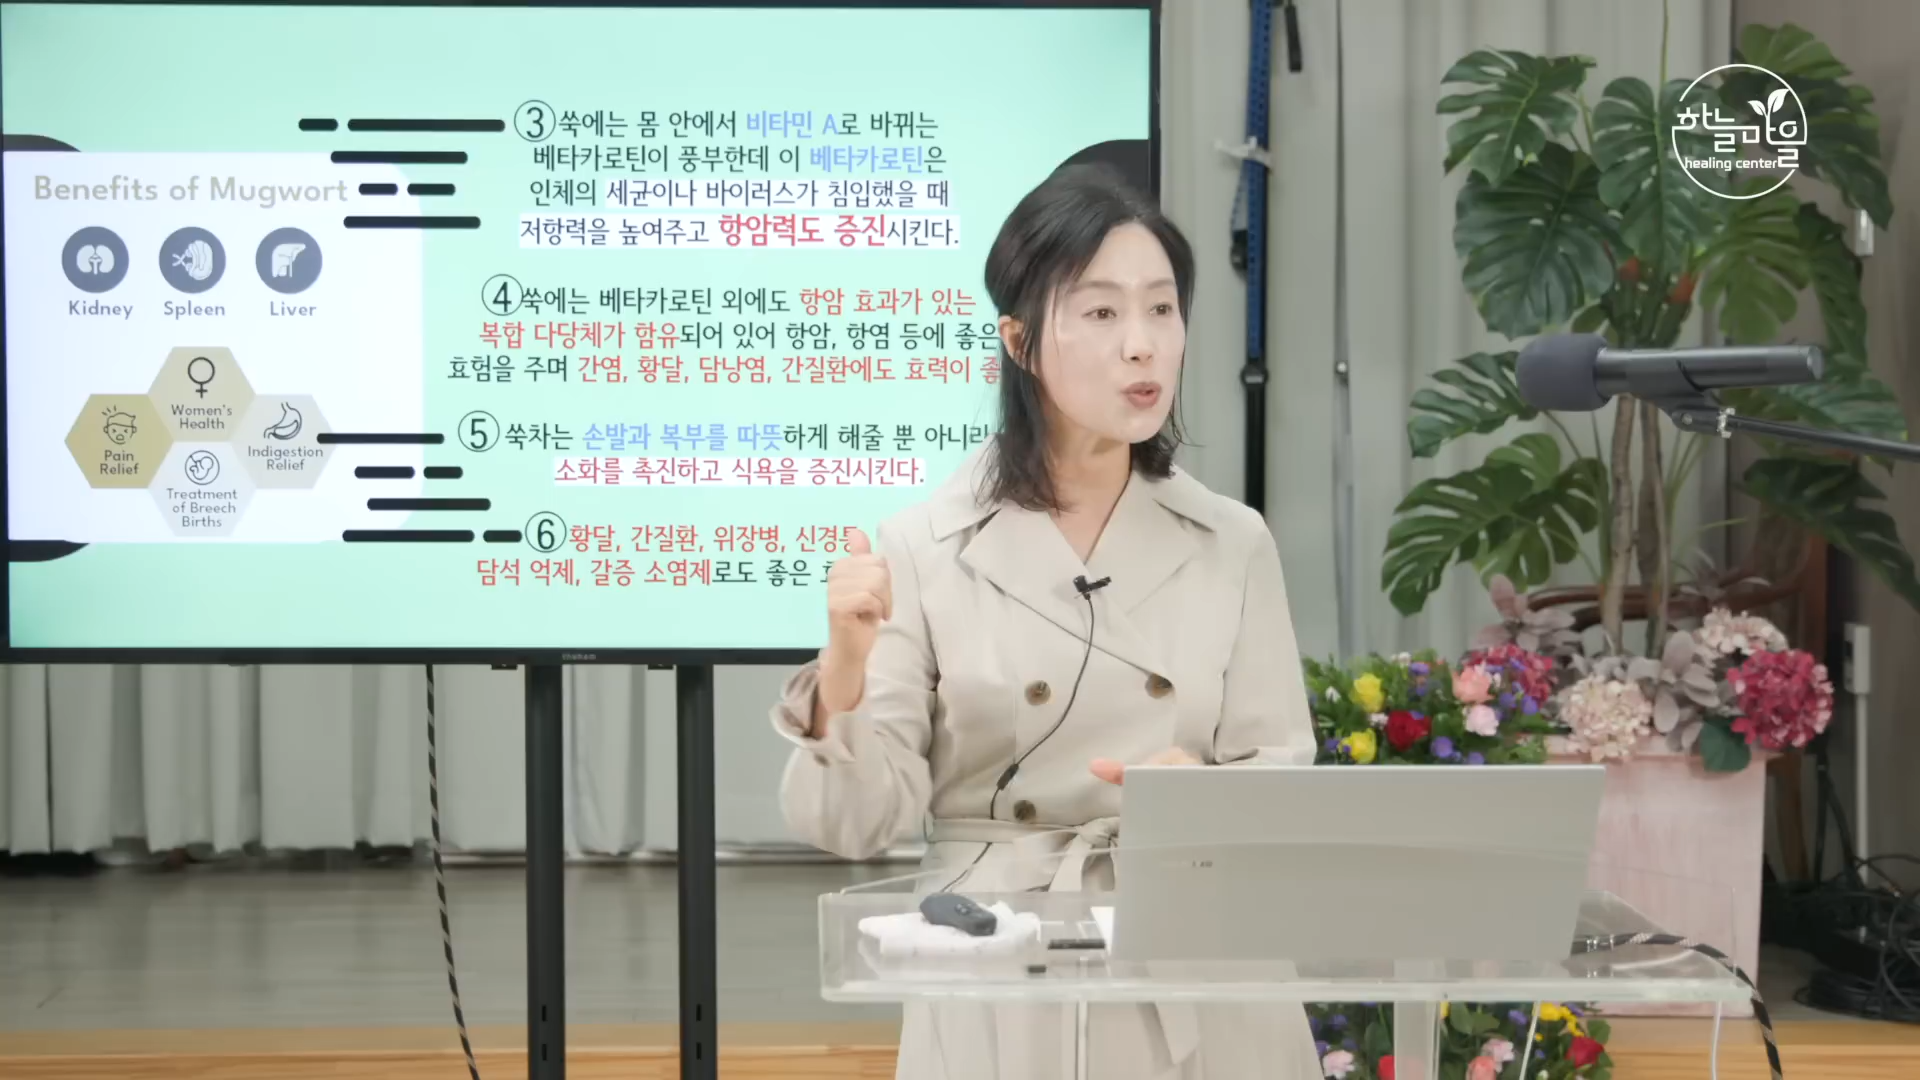 하늘마을
healing center
Benefits of Mugwort
Kidney
Spleen
Liver
Women's
Health
Pain
Relief
Indigestion
Relief
Treatment
of Breech
Births
③ 쑥에는 몸 안에서 비타민 A로 바뀌는
베타카로틴이 풍부한데 이 베타카로틴은
인체의 세균이나 바이러스가 침입했을 때
저항력을 높여주고 항암력도 증진시킨다.
④ 쑥에는 베타카로틴 외에도 항암 효과가 있는
복합 다당체가 함유되어 있어 항암, 항염 등에 좋은
효험을 주며 간염, 황달, 담낭염, 간질환에도 효력이
⑤ 쑥차는 손발과 복부를 따뜻하게 해줄 뿐 아니라
소화를 촉진하고 식욕을 증진시킨다.
⑥ 황달, 간질환, 위장병, 신경통
담석 억제, 갈증 소염제로도 좋은